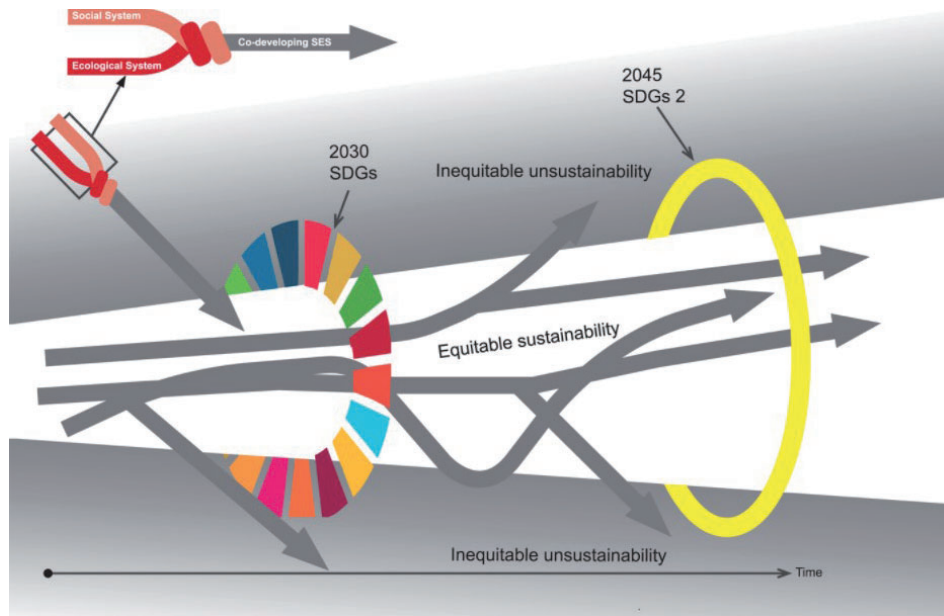 Social System
Co-developing SES
Ecological System
2045
SDGs 2
2030
SDGs
Inequitable unsustainability
Equitable sustainability
Inequitable unsustainability
Time